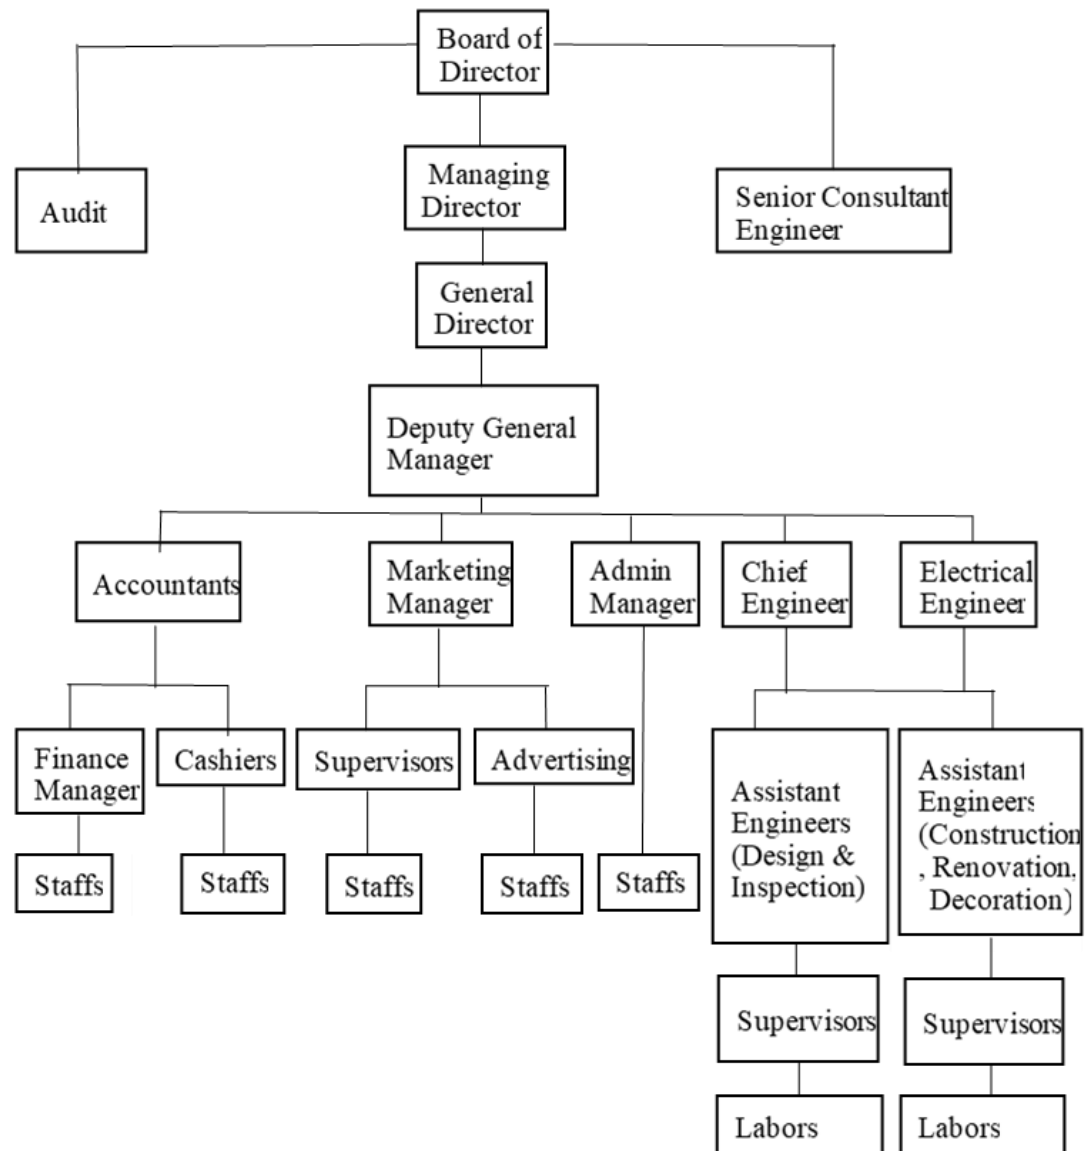 Board of
Director
Audit
Managing
Director
Senior Consultant
Engineer
General
Director
Deputy General
Manager
Accountants
Marketing
Manager
Admin
Manager
Chief
Engineer
Electrical
Engineer
Finance
Manager
Cashiers
Supervisors
Advertising
Assistant
Engineers
(Design &
Inspection)
Assistant
Engineers
(Construction
, Renovation,
Decoration)
Staffs
Staffs
Staffs
Staffs
Staffs
Supervisors
Supervisors
Labors
Labors